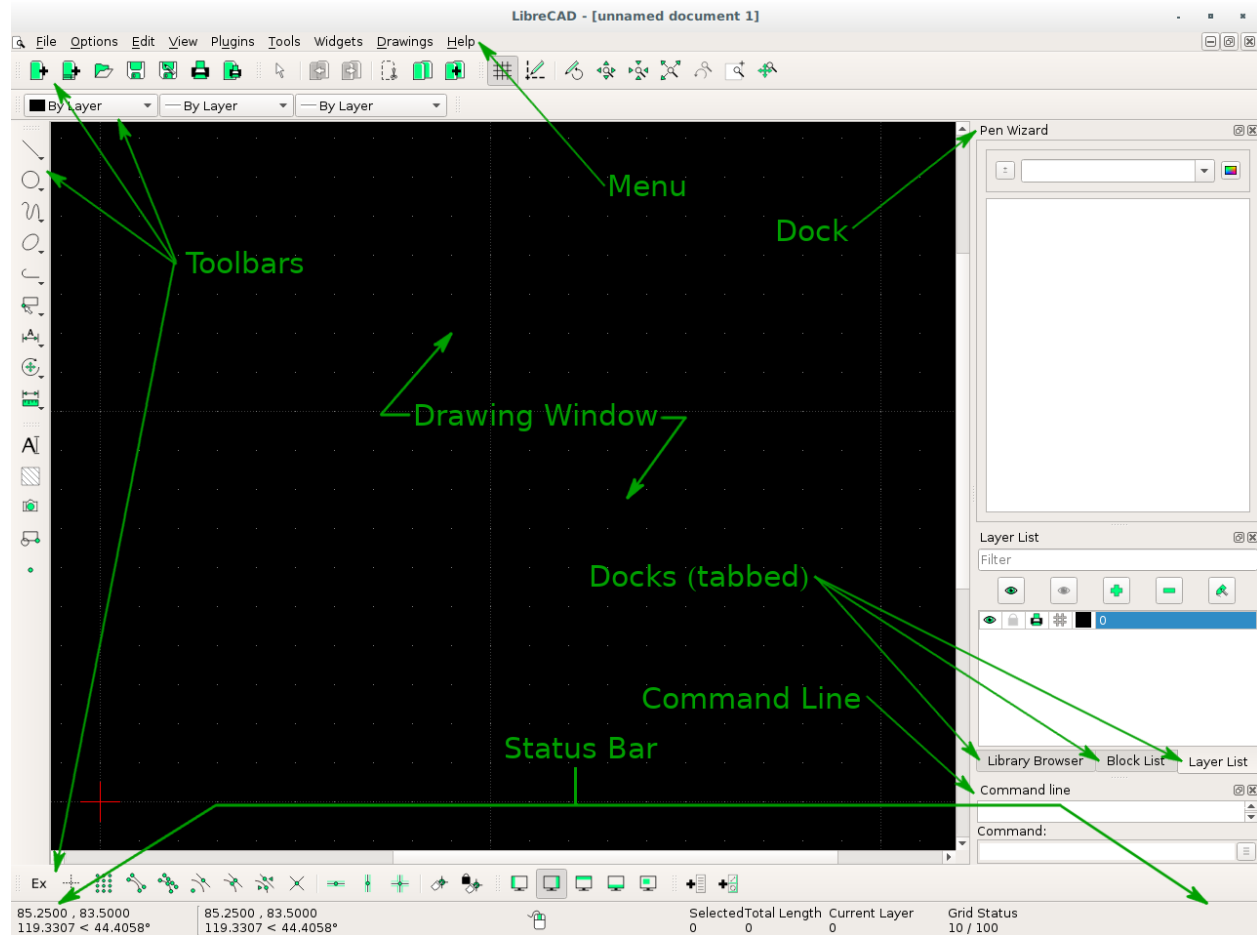 LibreCAD - [unnamed document 1]
File Options Edit View Plugins Tools Widgets Drawings Help
By Layer By Layer By Layer
Pen Wizard
Menu
Dock
Toolbars
Drawing Window
Layer List
Filter
Docks (tabbed)
0
Command Line
Status Bar
Library Browser Block List Layer List
Command line
Command:
A
Ex
85.2500 , 83.5000 85.2500 , 83.5000 Selected Total Length Current Layer Grid Status
119.3307 < 44.4058° 119.3307 < 44.4058° 0 0 0 10 / 100